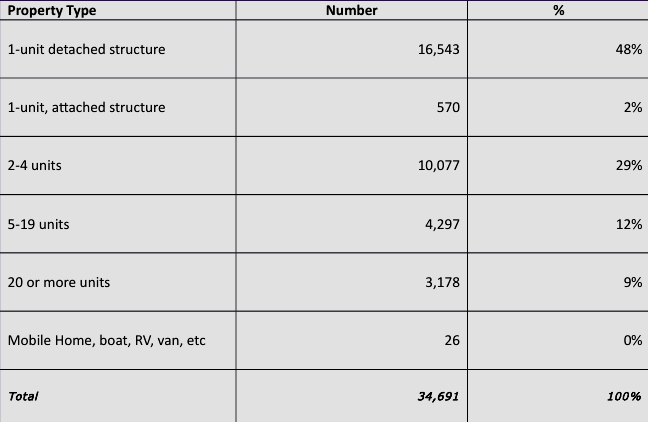 Property Type Number %
1-unit detached structure 16,543 48%
1-unit, attached structure 570 2%
2-4 units 10,077 29%
5-19 units 4,297 12%
20 or more units 3,178 9%
Mobile Home, boat, RV, van, etc 26 0%
Total 34,691 100%